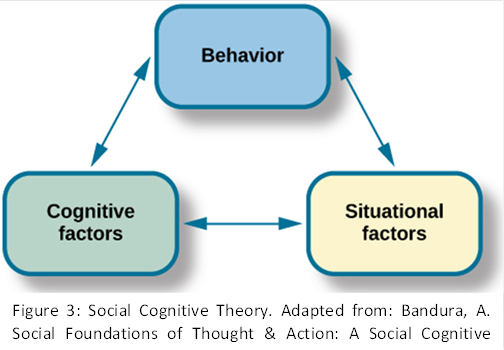 Behavior
Cognitive
factors
Situational
factors
Figure 3: Social Cognitive Theory. Adapted from: Bandura, A.
Social Foundations of Thought & Action: A Social Cognitive